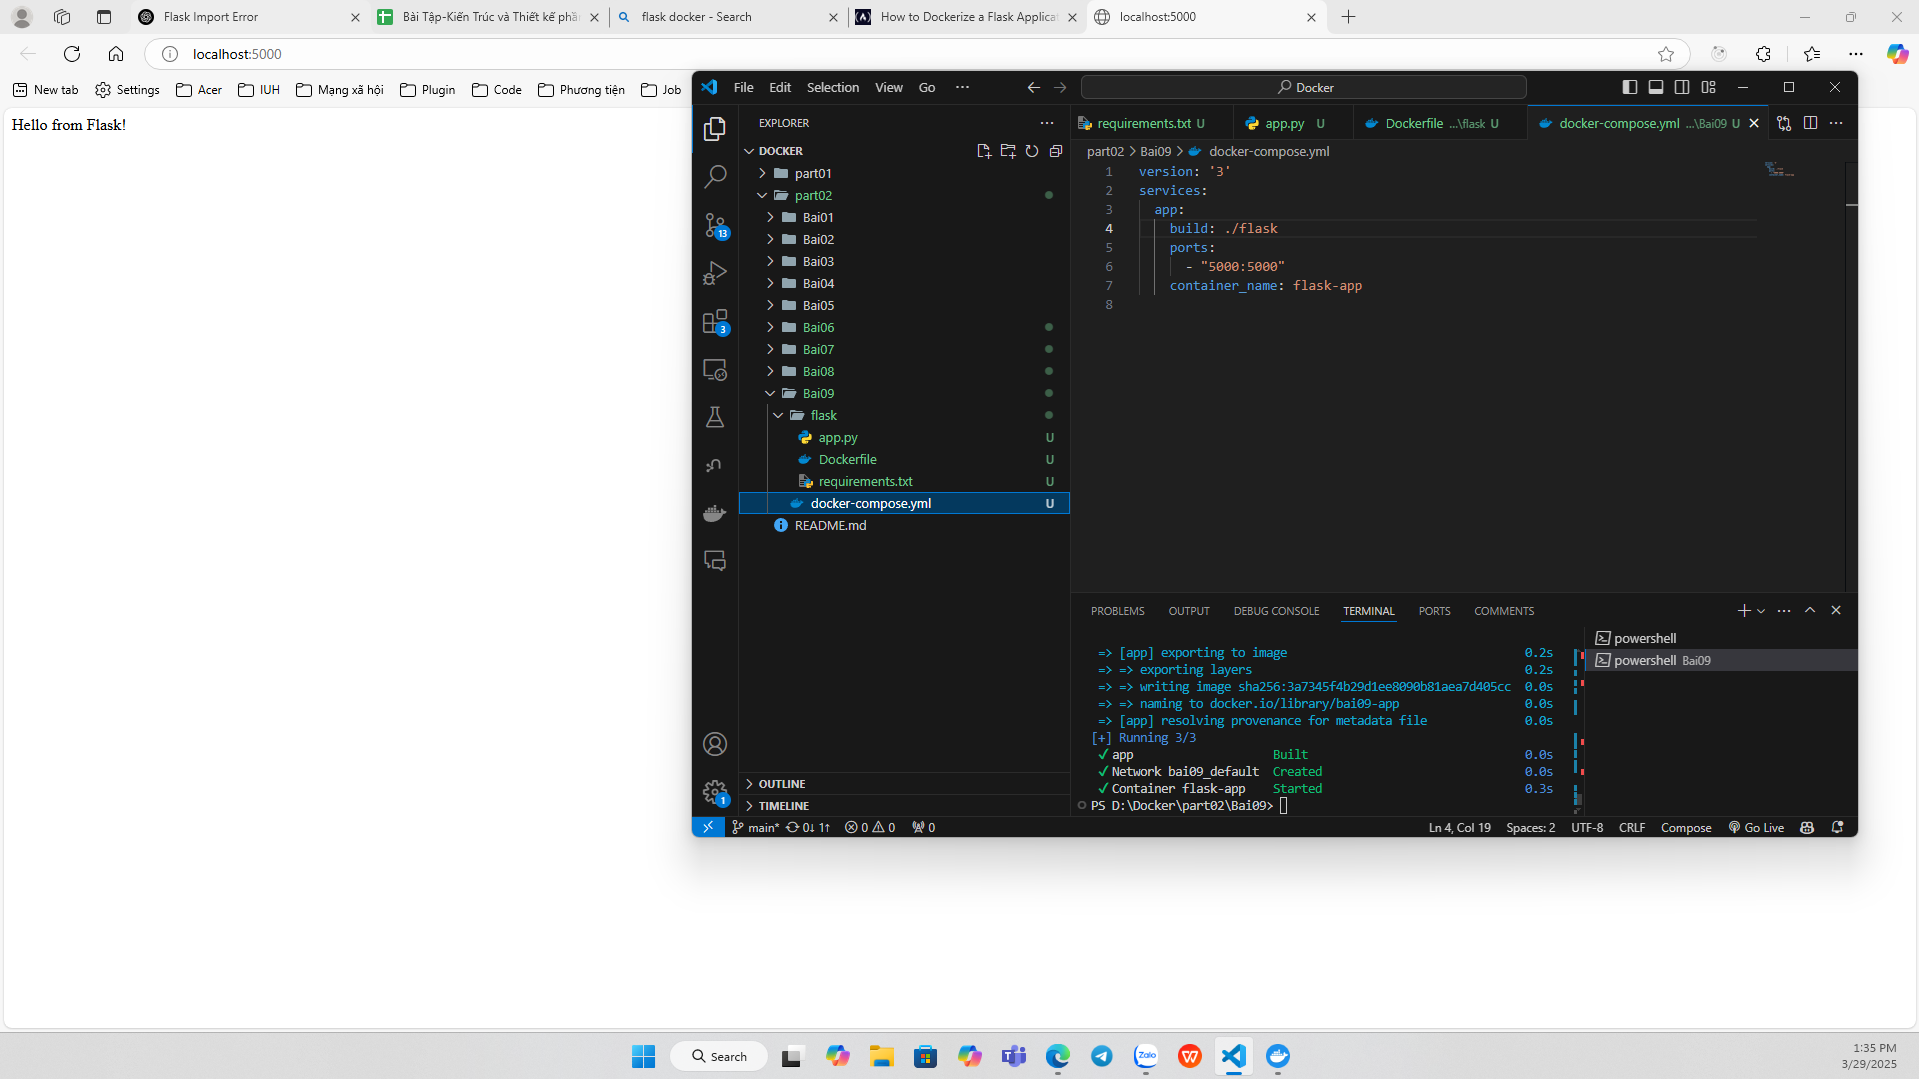 Flask Import Error
Bài Tập-Kiến Trúc và Thiết kế phầ
flask docker - Search
How to Dockerize a Flask Applicat
localhost:5000
localhost:5000
New tab
Settings
Acer
IUH
Mạng xã hội
Plugin
Code
Phương tiện
Job
Hello from Flask!
File
Edit
Selection
View
Go
Docker
EXPLORER
DOCKER
part01
part02
Bai01
Bai02
Bai03
Bai04
Bai05
Bai06
Bai07
Bai08
Bai09
flask
app.py U
Dockerfile U
requirements.txt U
docker-compose.yml U
README.md
OUTLINE
TIMELINE
13
3
1
requirements.txt U
app.py U
Dockerfile ...\flask U
docker-compose.yml ...\Bai09 U
part02 > Bai09 > docker-compose.yml
1 version: '3'
2 services:
3 app:
4 build: ./flask
5 ports:
6 - "5000:5000"
7 container_name: flask-app
8
PROBLEMS
OUTPUT
DEBUG CONSOLE
TERMINAL
PORTS
COMMENTS
=> [app] exporting to image 0.2s
=> => exporting layers 0.2s
=> => writing image sha256:3a7345f4b29d1ee8090b81aea7d405cc 0.0s
=> => naming to docker.io/library/bai09-app 0.0s
=> [app] resolving provenance for metadata file 0.0s
[+] Running 3/3
✓ app Built 0.0s
✓ Network bai09_default Created 0.0s
✓ Container flask-app Started 0.3s
PS D:\Docker\part02\Bai09>
powershell
powershell Bai09
main* 0↓ 1↑
0 0
0
Ln 4, Col 19
Spaces: 2
UTF-8
CRLF
Compose
Go Live
Search
Zalo
1:35 PM
3/29/2025